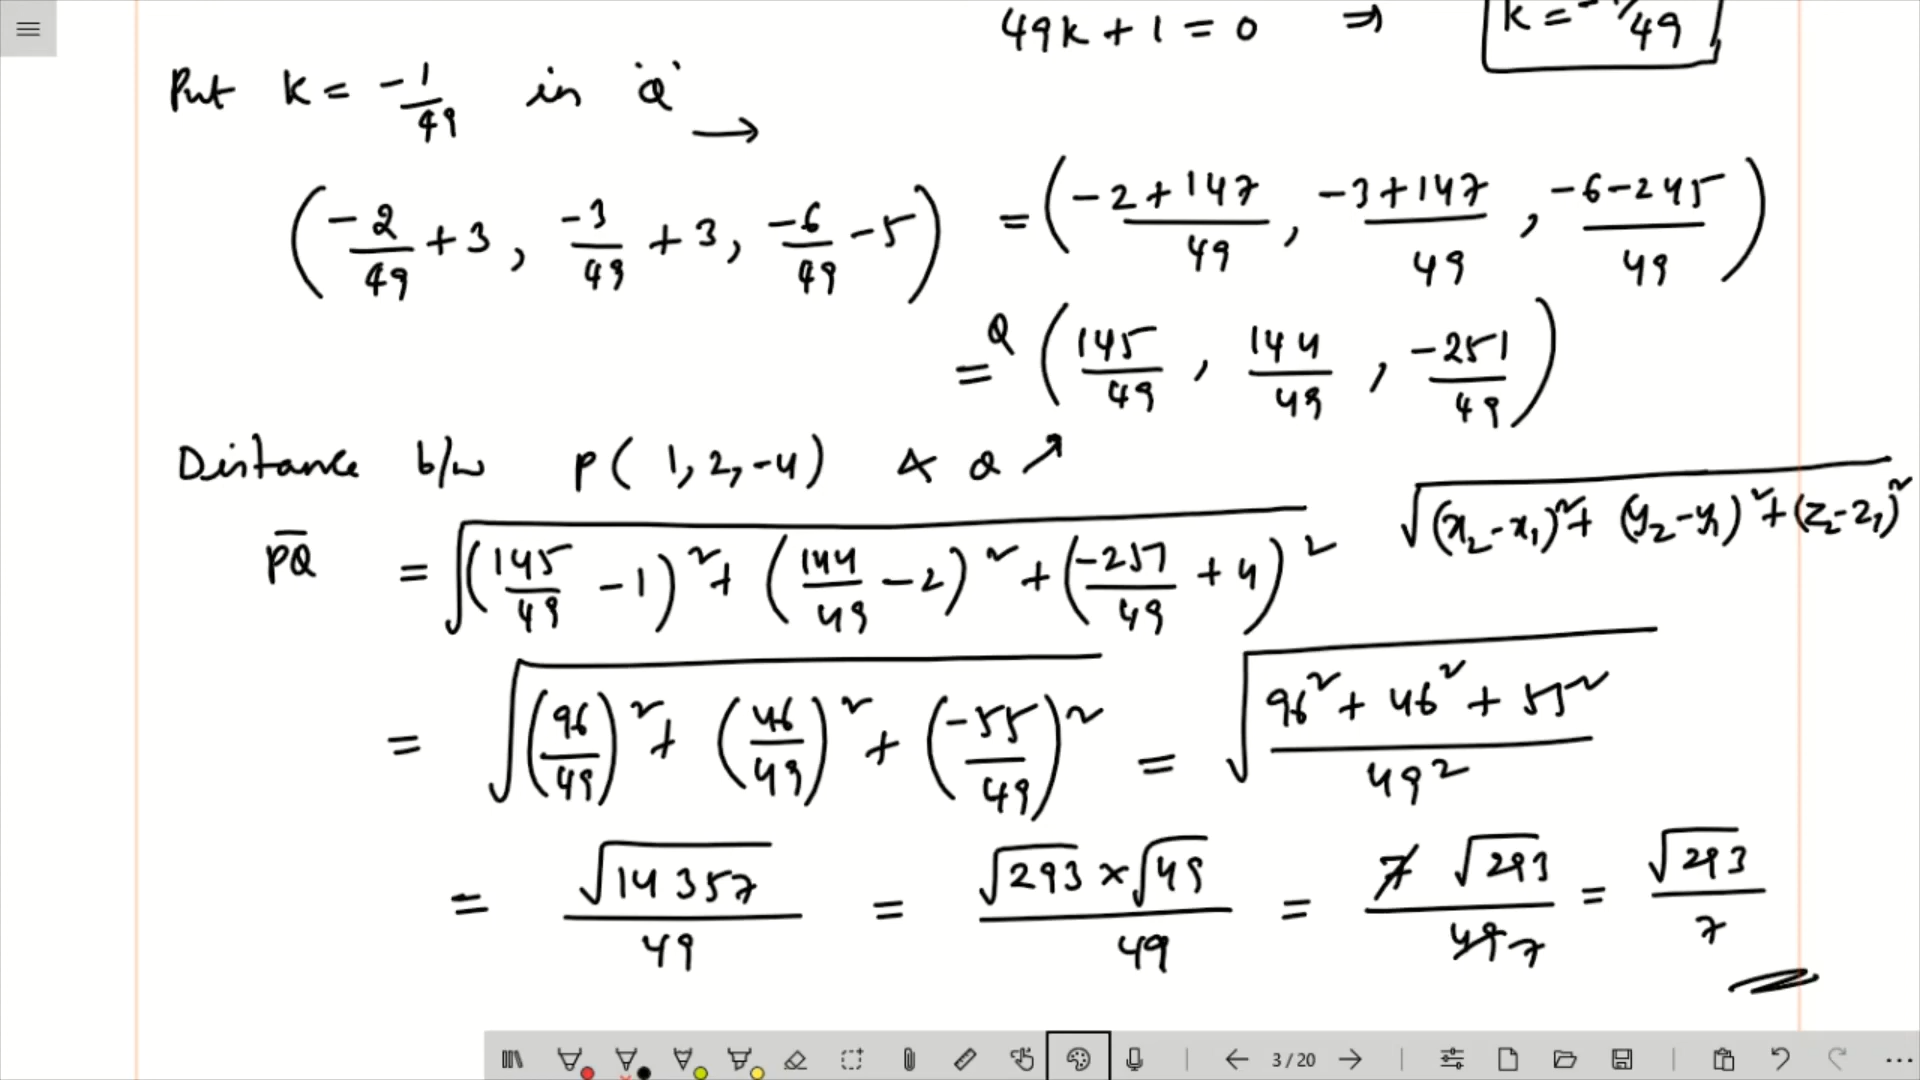 49k + 1 = 0 ⇒ k = -1/49
Put k = -1/49 in 'Q' →
(-2/49 + 3, -3/49 + 3, -6/49 - 5) = (-2+147/49, -3+147/49, -6-245/49)
= Q (145/49, 144/49, -251/49)
Distance b/w P(1, 2, -4) & Q ↗
PQ = √(145/49 - 1)² + (144/49 - 2)² + (-251/49 + 4)² √(x₂-x₁)² + (y₂-y₁)² + (z₂-z₁)²
= √(96/49)² + (46/49)² + (-55/49)² = √96² + 46² + 55²/49²
= √14357/49 = √293 × √49/49 = 7 √293/49 7 = √293/7
3 / 20